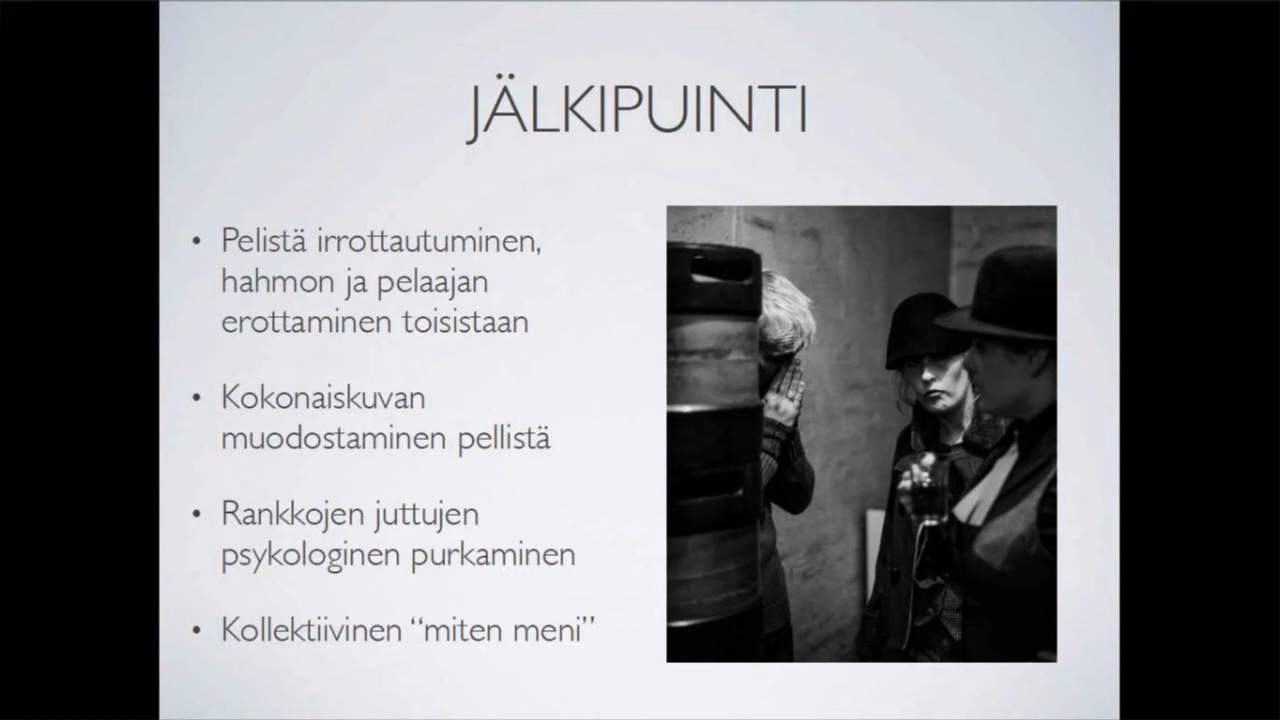 JÄLKIPUINTI
• Pelistä irrottautuminen,
hahmon ja pelaajan
erottaminen toisistaan
• Kokonaiskuvan
muodostaminen pellistä
• Rankkojen juttujen
psykologinen purkaminen
• Kollektiivinen “miten meni”